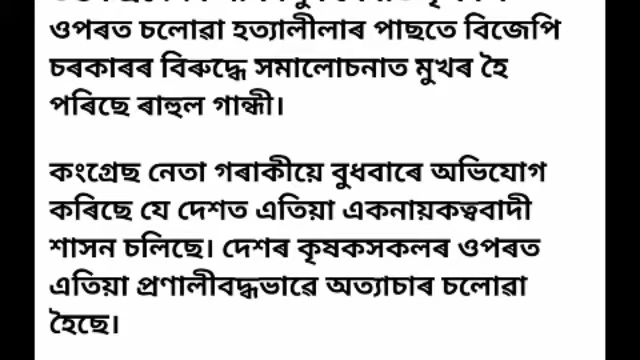 ওপৰত চলোৱা হত্যালীলাৰ পাছতে বিজেপি
চৰকাৰৰ বিৰুদ্ধে সমালোচনাত মুখৰ হৈ
পৰিছে ৰাহুল গান্ধী।
কংগ্ৰেছ নেতা গৰাকীয়ে বুধবাৰে অভিযোগ
কৰিছে যে দেশত এতিয়া একনায়কত্ববাদী
শাসন চলিছে। দেশৰ কৃষকসকলৰ ওপৰত
এতিয়া প্ৰণালীবদ্ধভাৱে অত্যাচাৰ চলোৱা
হৈছে।